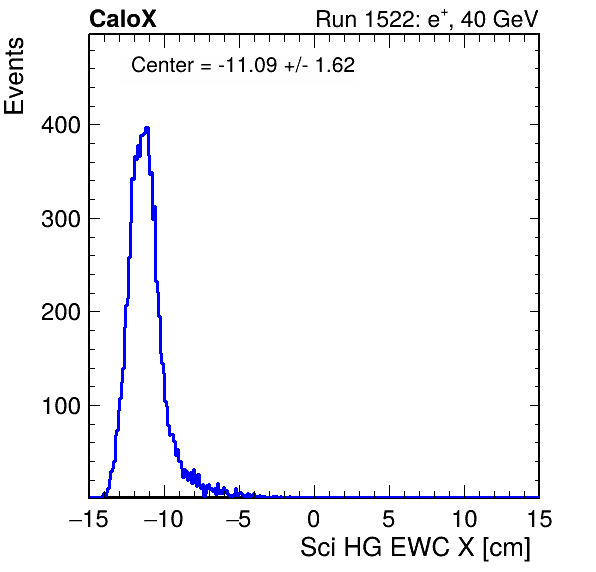 CaloX Run 1522: e⁺, 40 GeV
Events
Center = -11.09 +/- 1.62
400
300
200
100
−15 −10 −5 0 5 10 15
Sci HG EWC X [cm]